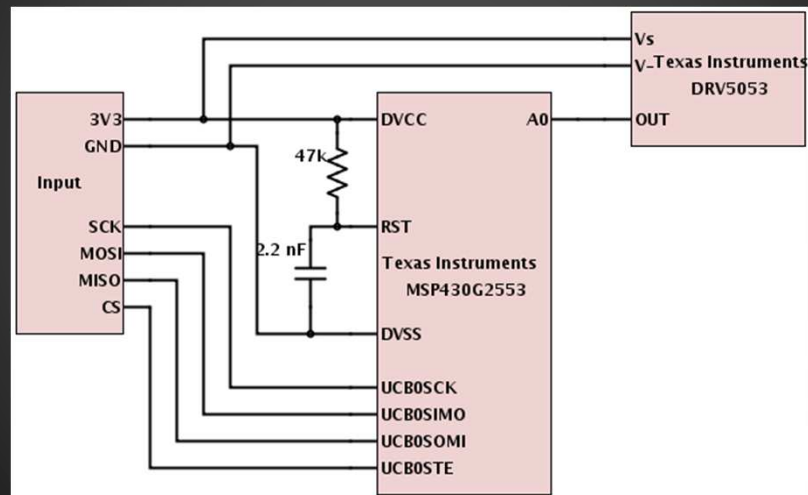 3V3
GND
Input
SCK
MOSI
MISO
CS
47k
2.2 nF
DVCC
A0
RST
Texas Instruments
MSP430G2553
DVSS
UCB0SCK
UCB0SIMO
UCB0SOMI
UCB0STE
Vs
V-
Texas Instruments
DRV5053
OUT